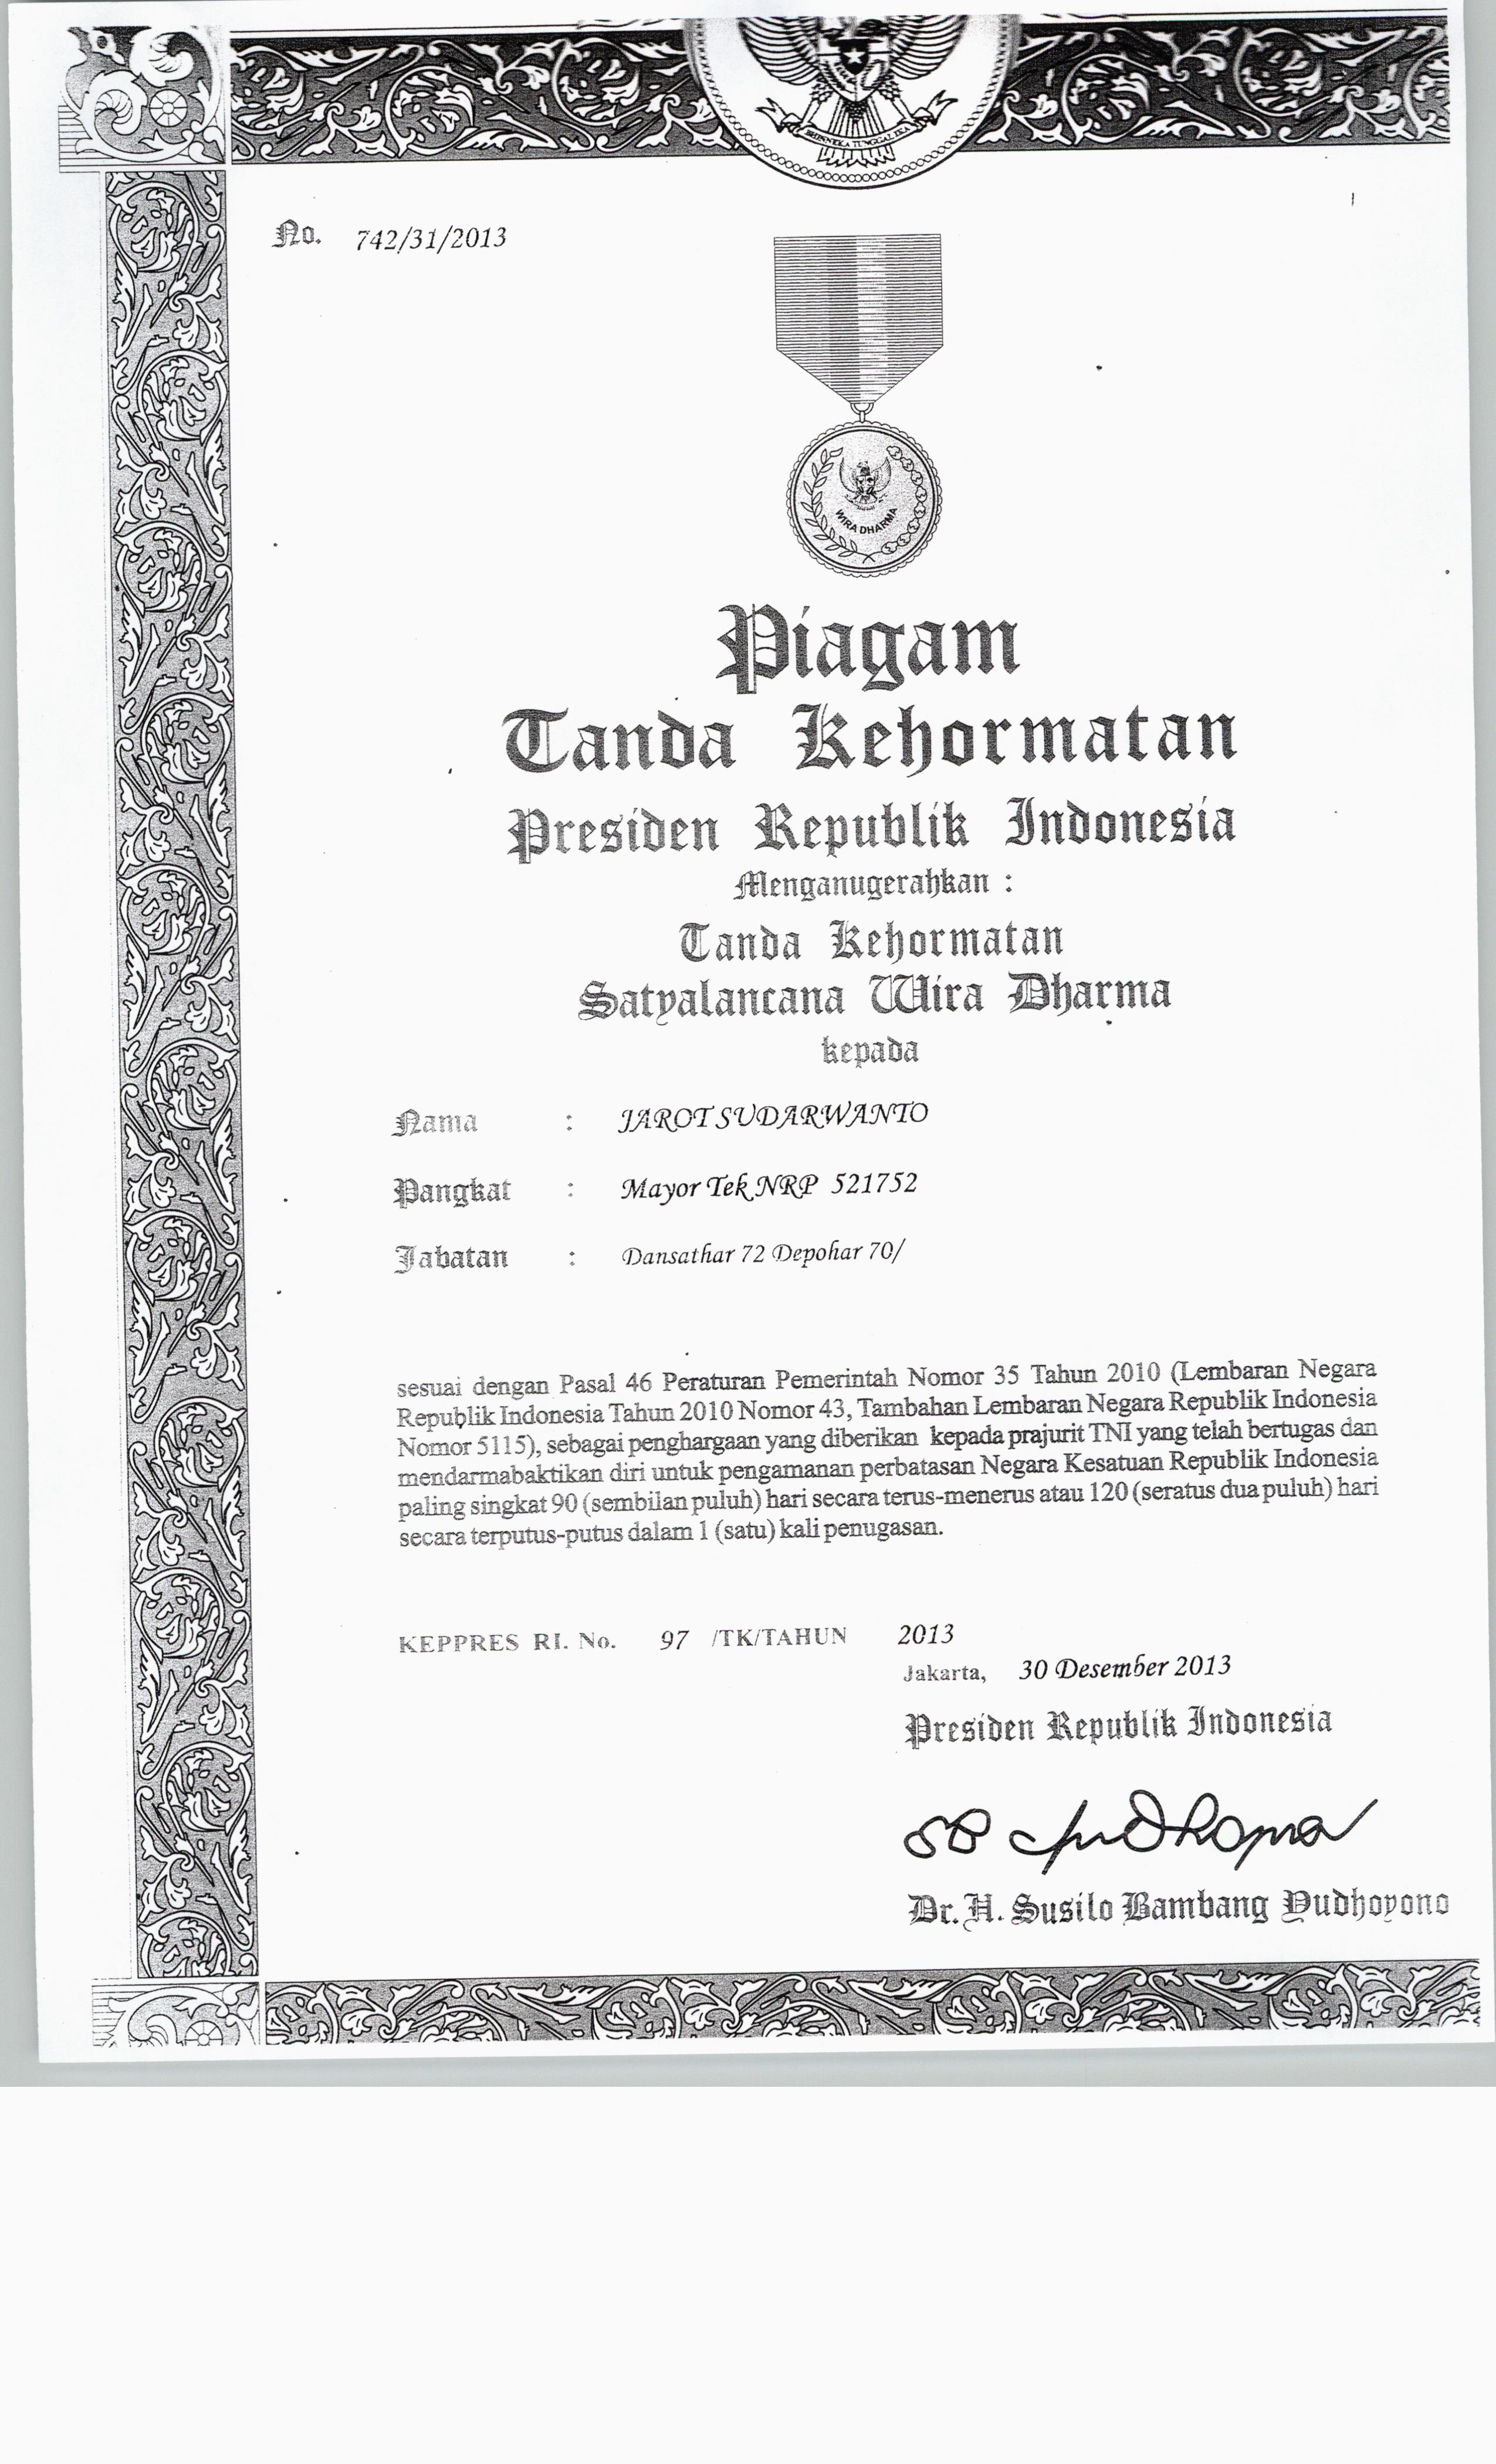 BHINNEKA TUNGGAL IKA
No. 742/31/2013
WIRA DHARMA
Piagam
Tanda Kehormatan
Presiden Republik Indonesia
Menganugerahkan :
Tanda Kehormatan
Satyalancana Wira Dharma
kepada
Nama : JAROT SUDARWANTO
Pangkat : Mayor Tek NRP 521752
Jabatan : Dansathar 72 Depohar 70/
sesuai dengan Pasal 46 Peraturan Pemerintah Nomor 35 Tahun 2010 (Lembaran Negara
Republik Indonesia Tahun 2010 Nomor 43, Tambahan Lembaran Negara Republik Indonesia
Nomor 5115), sebagai penghargaan yang diberikan kepada prajurit TNI yang telah bertugas dan
mendarmabaktikan diri untuk pengamanan perbatasan Negara Kesatuan Republik Indonesia
paling singkat 90 (sembilan puluh) hari secara terus-menerus atau 120 (seratus dua puluh) hari
secara terputus-putus dalam 1 (satu) kali penugasan.
KEPPRES RI. No. 97 /TK/TAHUN 2013
Jakarta, 30 Desember 2013
Presiden Republik Indonesia
Dr. H. Susilo Bambang Yudhoyono